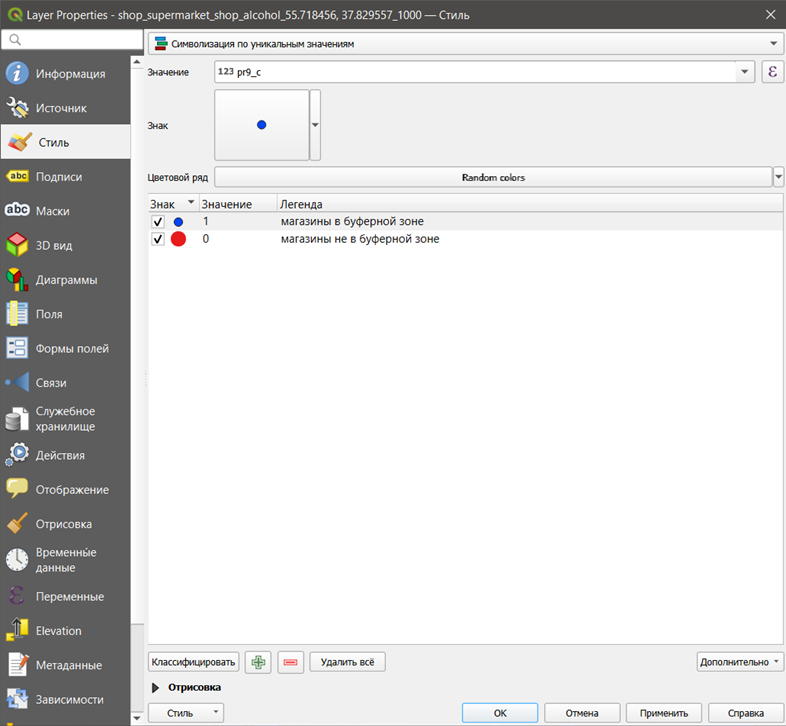 Layer Properties - shop_supermarket_shop_alcohol_55.718456, 37.829557_1000 — Стиль
Символизация по уникальным значениям
Информация
Значение
123 pr9_c
ε
Источник
Стиль
Знак
Подписи
Цветовой ряд
Random colors
Маски
Знак
Значение
Легенда
1
магазины в буферной зоне
0
магазины не в буферной зоне
3D вид
Диаграммы
Поля
Формы полей
Связи
Служебное
хранилище
Действия
Отображение
Отрисовка
Временны́е
данные
Переменные
Elevation
Метаданные
Зависимости
Классифицировать
Удалить всё
Дополнительно
Отрисовка
Стиль
ОК
Отмена
Применить
Справка